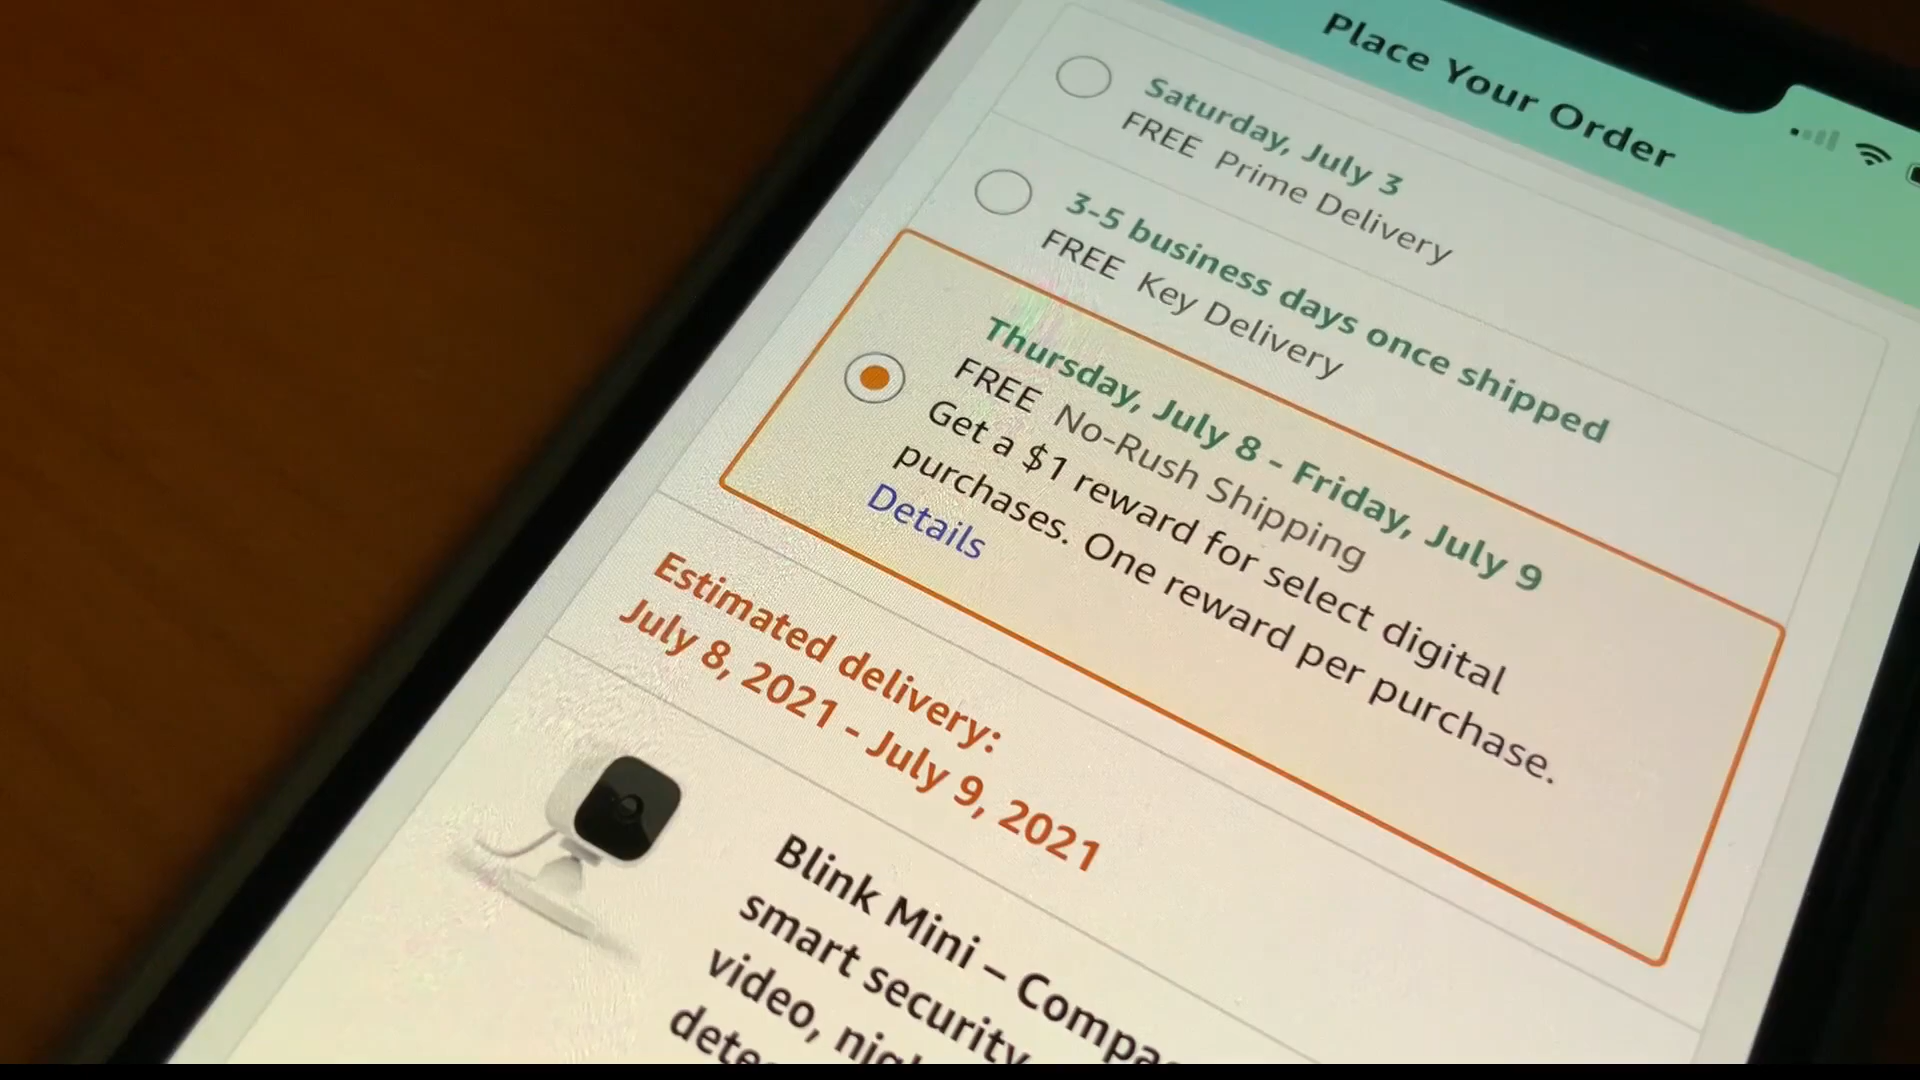 Place Your Order
Saturday, July 3
FREE Prime Delivery
3-5 business days once shipped
FREE Key Delivery
Thursday, July 8 - Friday, July 9
FREE No-Rush Shipping
Get a $1 reward for select digital
purchases. One reward per purchase.
Details
Estimated delivery:
July 8, 2021 - July 9, 2021
Blink Mini – Compa
smart security
video, nig
dete